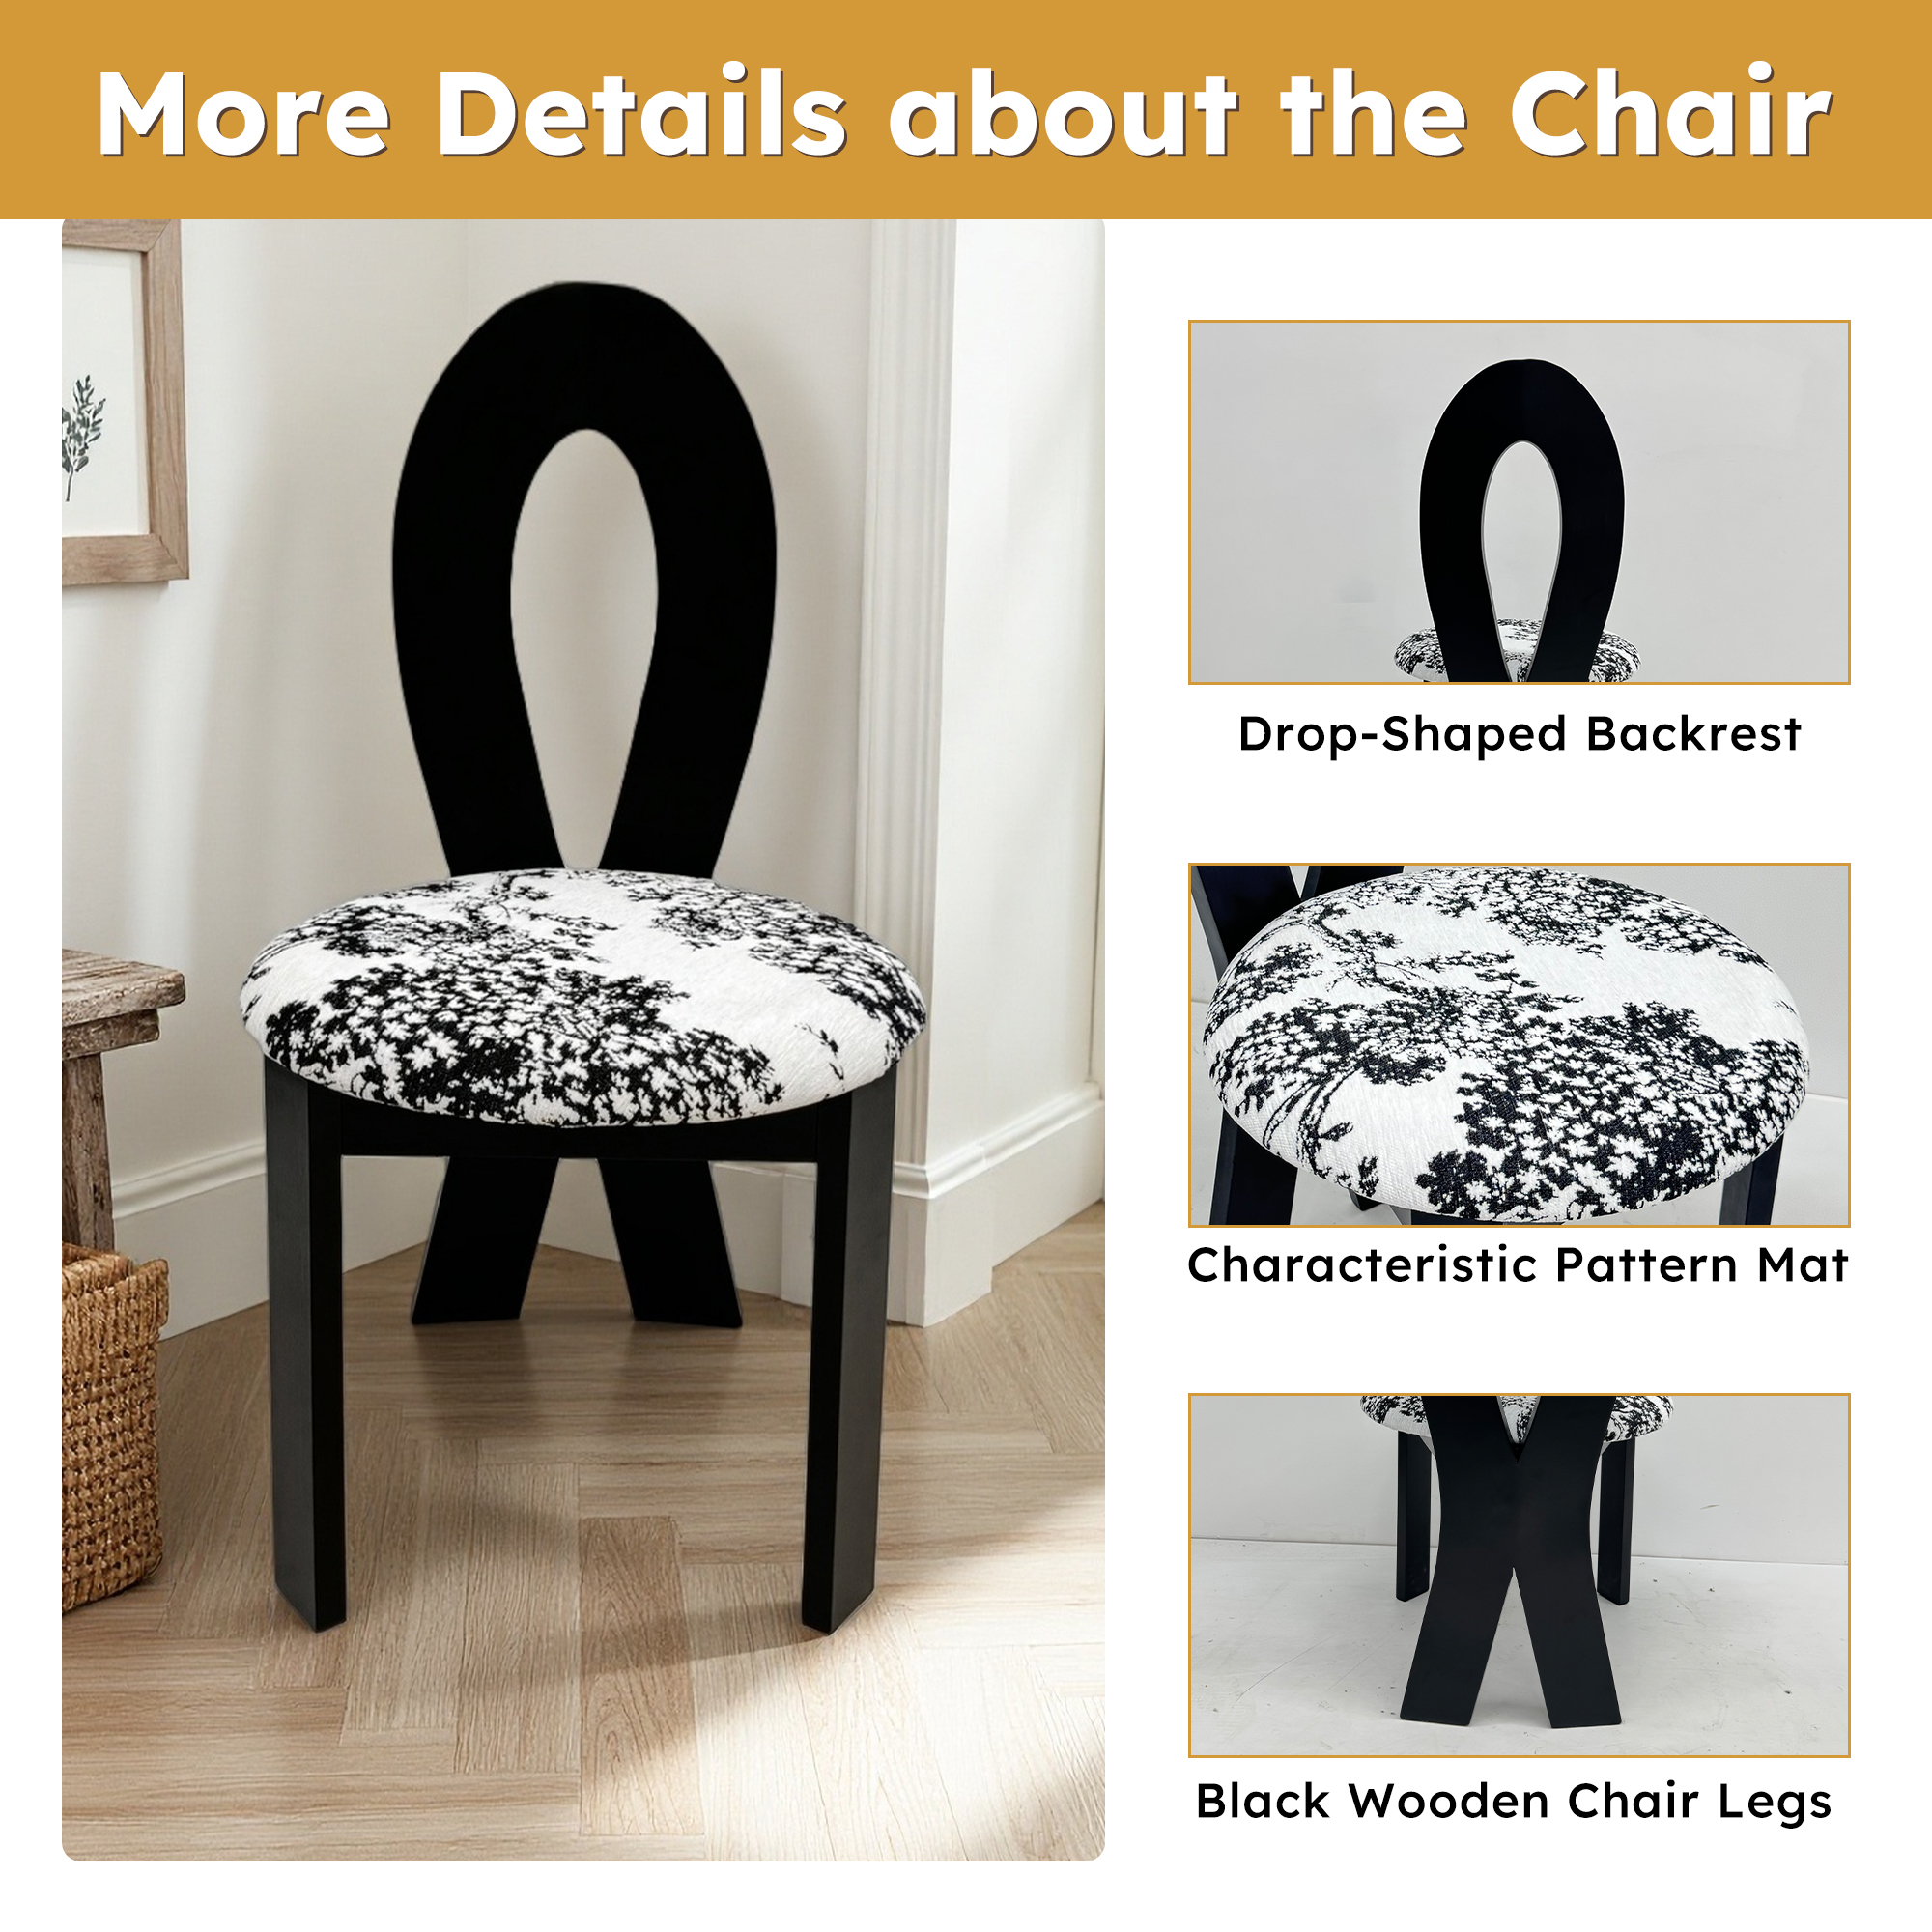 More Details about the Chair
Drop-Shaped Backrest
Characteristic Pattern Mat
Black Wooden Chair Legs